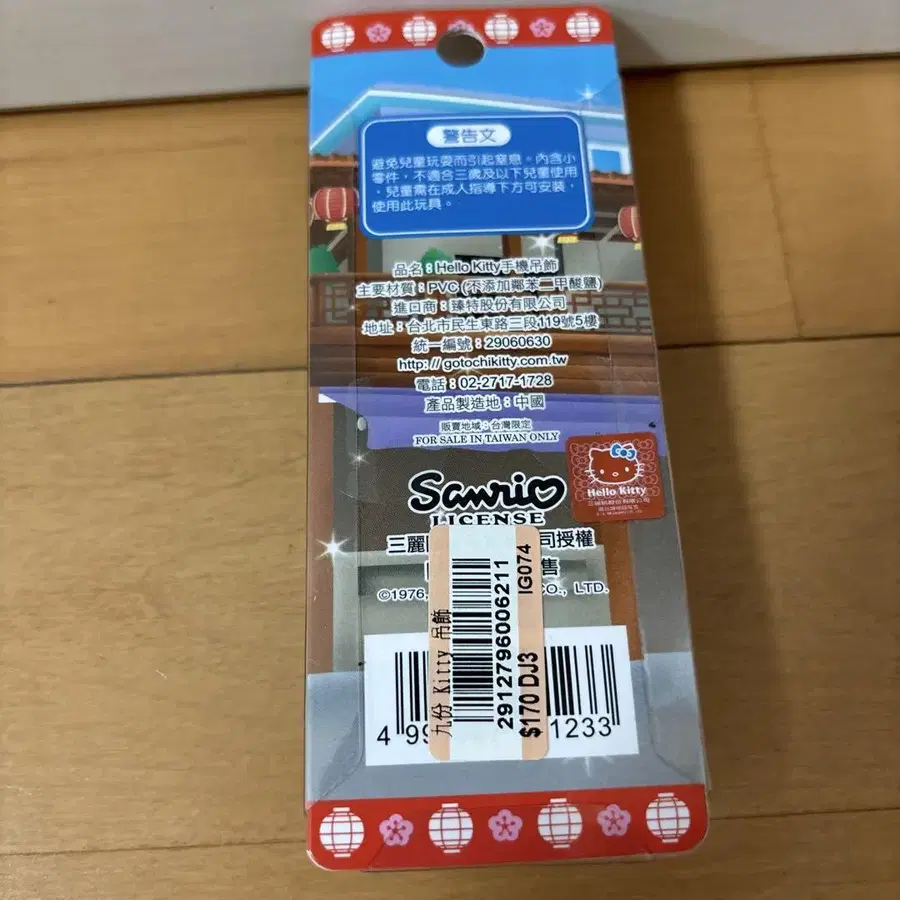 警告文
避免兒童玩耍而引起窒息。內含小
零件，不適合三歲及以下兒童使用
，兒童需在成人指導下方可安裝，
使用此玩具。
品名：Hello Kitty手機吊飾
主要材質：PVC (不添加鄰苯二甲酸鹽)
進口商：臻特股份有限公司
地址：台北市民生東路三段119號5樓
統一編號：29060630
http://gotochikitty.com.tw
電話：02-2717-1728
產品製造地：中國
販賣地域：台灣限定
FOR SALE IN TAIWAN ONLY
Hello Kitty
Sanrio
LICENSE
三麗
司授權
售
©1976,
CO., LTD.
九份 Kitty 吊飾
2912796006211
IG074
$170 DJ3
4 99
1233